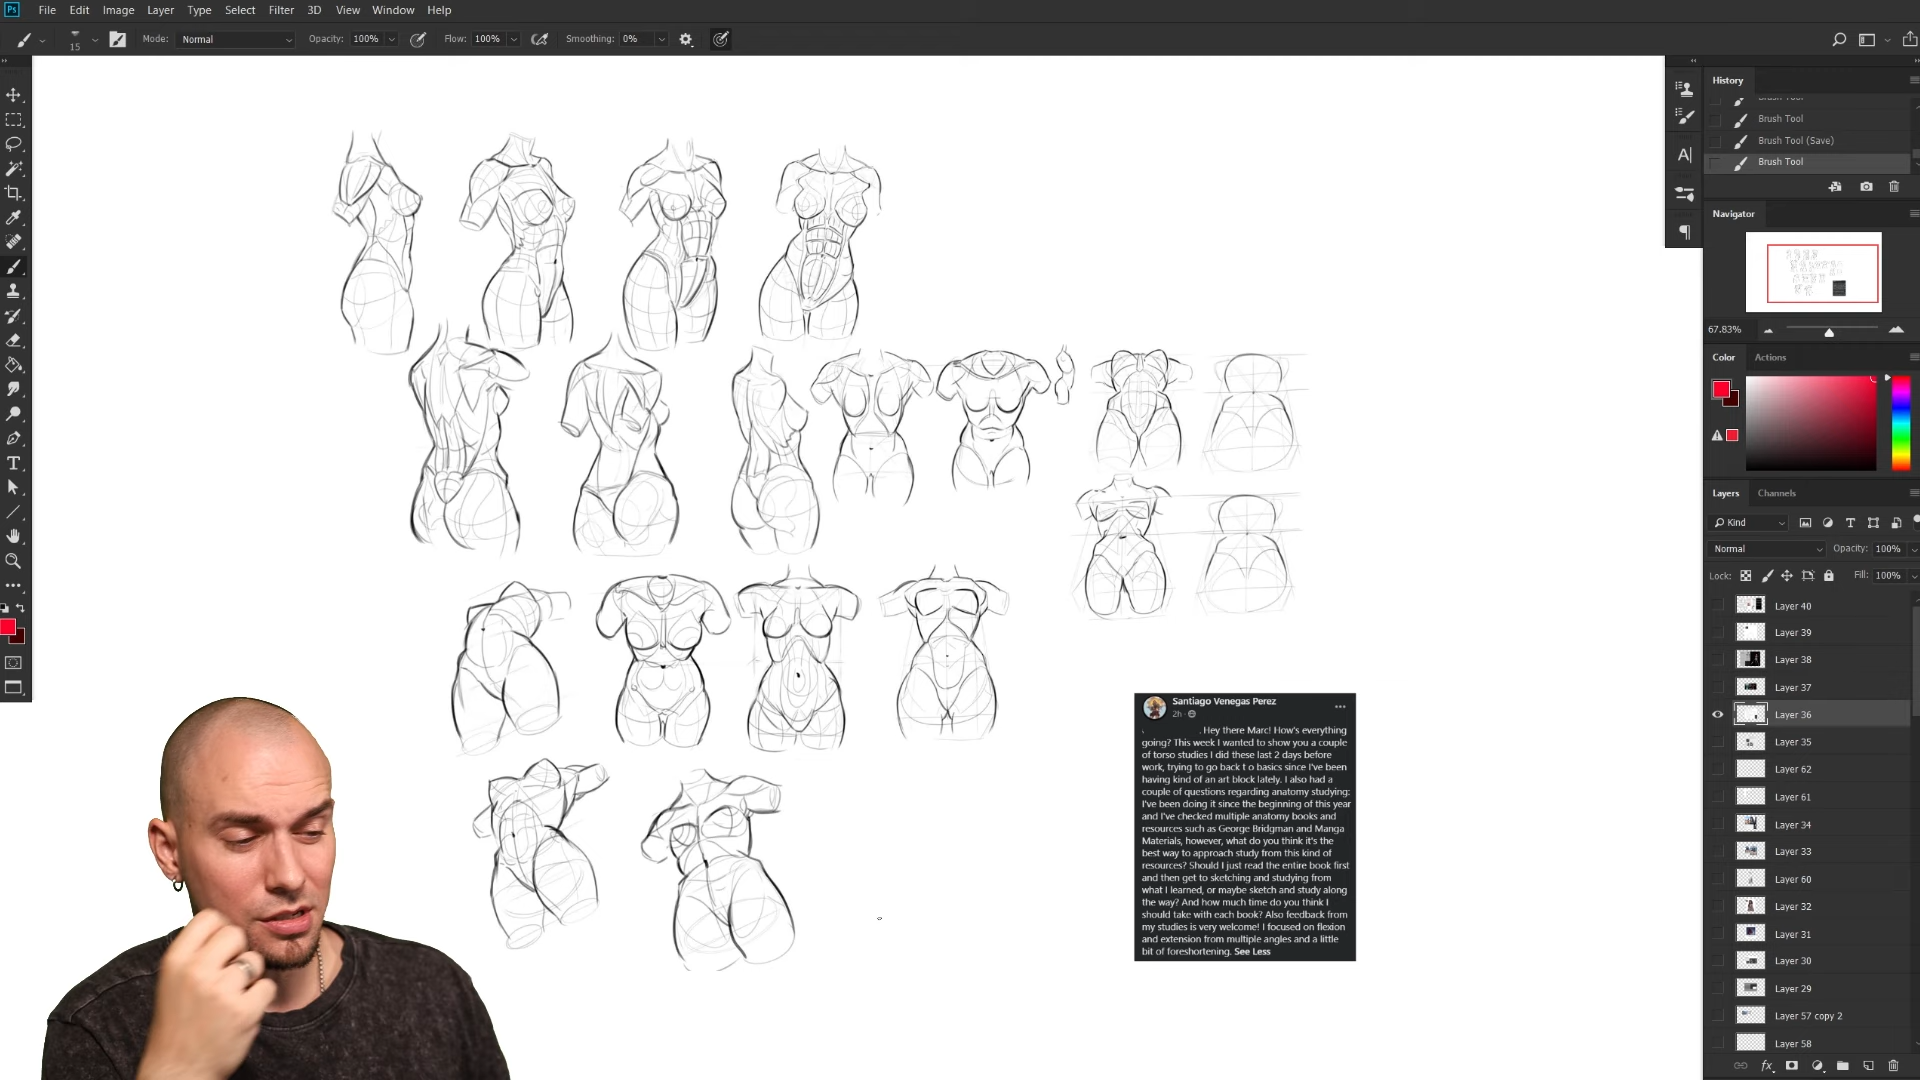 Ps File Edit Image Layer Type Select Filter 3D View Window Help
15 Mode: Normal Opacity: 100% Flow: 100% Smoothing: 0%
History
Brush Tool
Brush Tool
Brush Tool (Save)
Brush Tool
Navigator
67.83%
Color Actions
Layers Channels
Kind
Normal Opacity: 100%
Lock: Fill: 100%
Layer 40
Layer 39
Layer 38
Layer 37
Layer 36
Layer 35
Layer 62
Layer 61
Layer 34
Layer 33
Layer 60
Layer 32
Layer 31
Layer 30
Layer 29
Layer 57 copy 2
Layer 58
Santiago Venegas Perez
2h
. Hey there Marc! How's everything
going? This week I wanted to show you a couple
of torso studies I did these last 2 days before
work, trying to go back t o basics since I've been
having kind of an art block lately. I also had a
couple of questions regarding anatomy studying:
I've been doing it since the beginning of this year
and I've checked multiple anatomy books and
resources such as George Bridgman and Manga
Materials, however, what do you think it's the
best way to approach study from this kind of
resources? Should I just read the entire book first
and then get to sketching and studying from
what I learned, or maybe sketch and study along
the way? And how much time do you think I
should take with each book? Also feedback from
my studies is very welcome! I focused on flexion
and extension from multiple angles and a little
bit of foreshortening. See Less